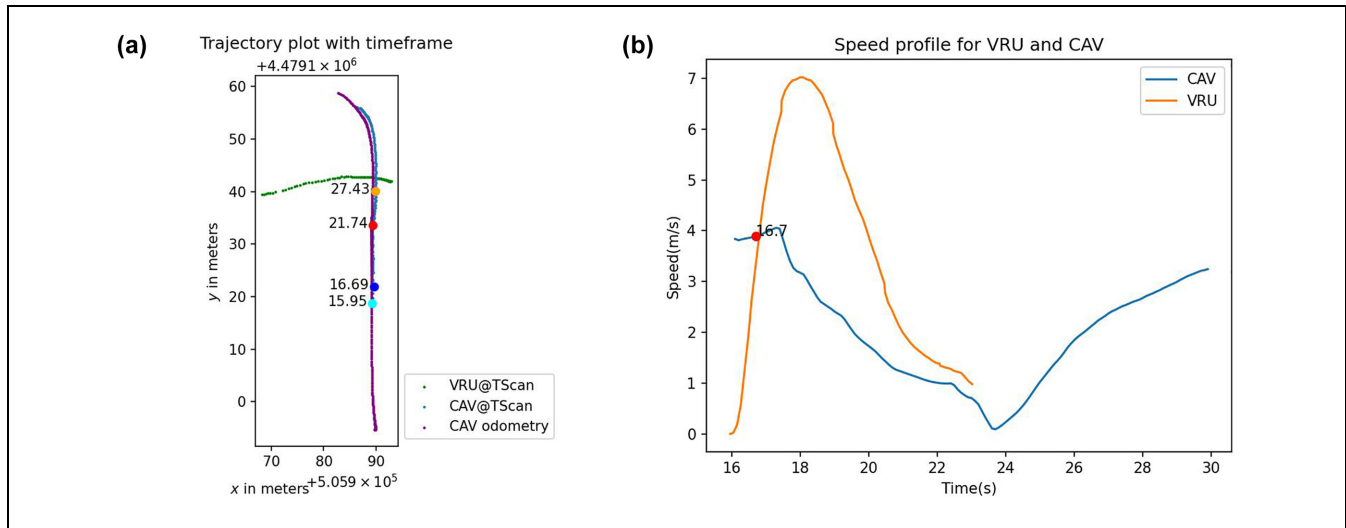 (a)
Trajectory plot with timeframe
+4.4791 × 10⁶
60
50
40
30
20
10
0
y in meters
27.43
21.74
16.69
15.95
70 80 90
+5.059 × 10⁵
x in meters
VRU@TScan
CAV@TScan
CAV odometry
(b)
Speed profile for VRU and CAV
CAV
VRU
7
6
5
4
3
2
1
0
Speed(m/s)
16.7
16 18 20 22 24 26 28 30
Time(s)